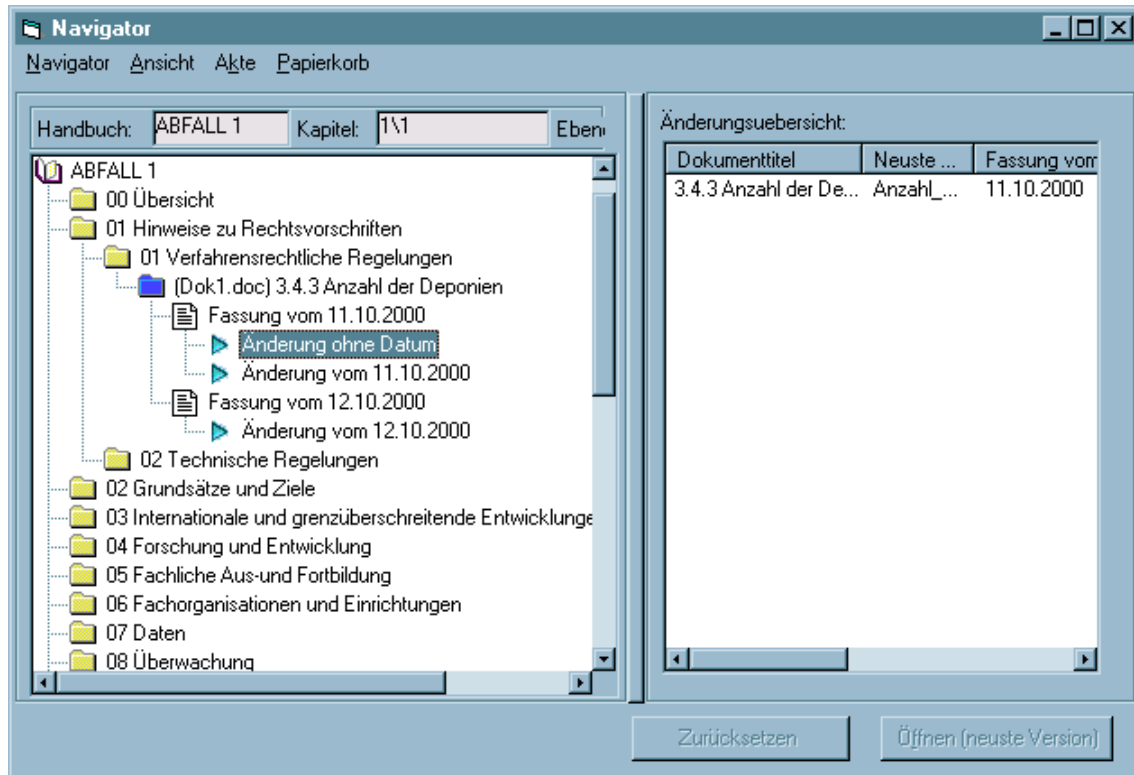 Navigator
Navigator Ansicht Akte Papierkorb
Handbuch: ABFALL 1 Kapitel: 1\1 Eben
ABFALL 1
00 Übersicht
01 Hinweise zu Rechtsvorschriften
01 Verfahrensrechtliche Regelungen
(Dok1.doc) 3.4.3 Anzahl der Deponien
Fassung vom 11.10.2000
Änderung ohne Datum
Änderung vom 11.10.2000
Fassung vom 12.10.2000
Änderung vom 12.10.2000
02 Technische Regelungen
02 Grundsätze und Ziele
03 Internationale und grenzüberschreitende Entwicklunge
04 Forschung und Entwicklung
05 Fachliche Aus-und Fortbildung
06 Fachorganisationen und Einrichtungen
07 Daten
08 Überwachung
Änderungsuebersicht:
Dokumenttitel Neuste ... Fassung vom
3.4.3 Anzahl der De... Anzahl_... 11.10.2000
Zurücksetzen Öffnen (neuste Version)